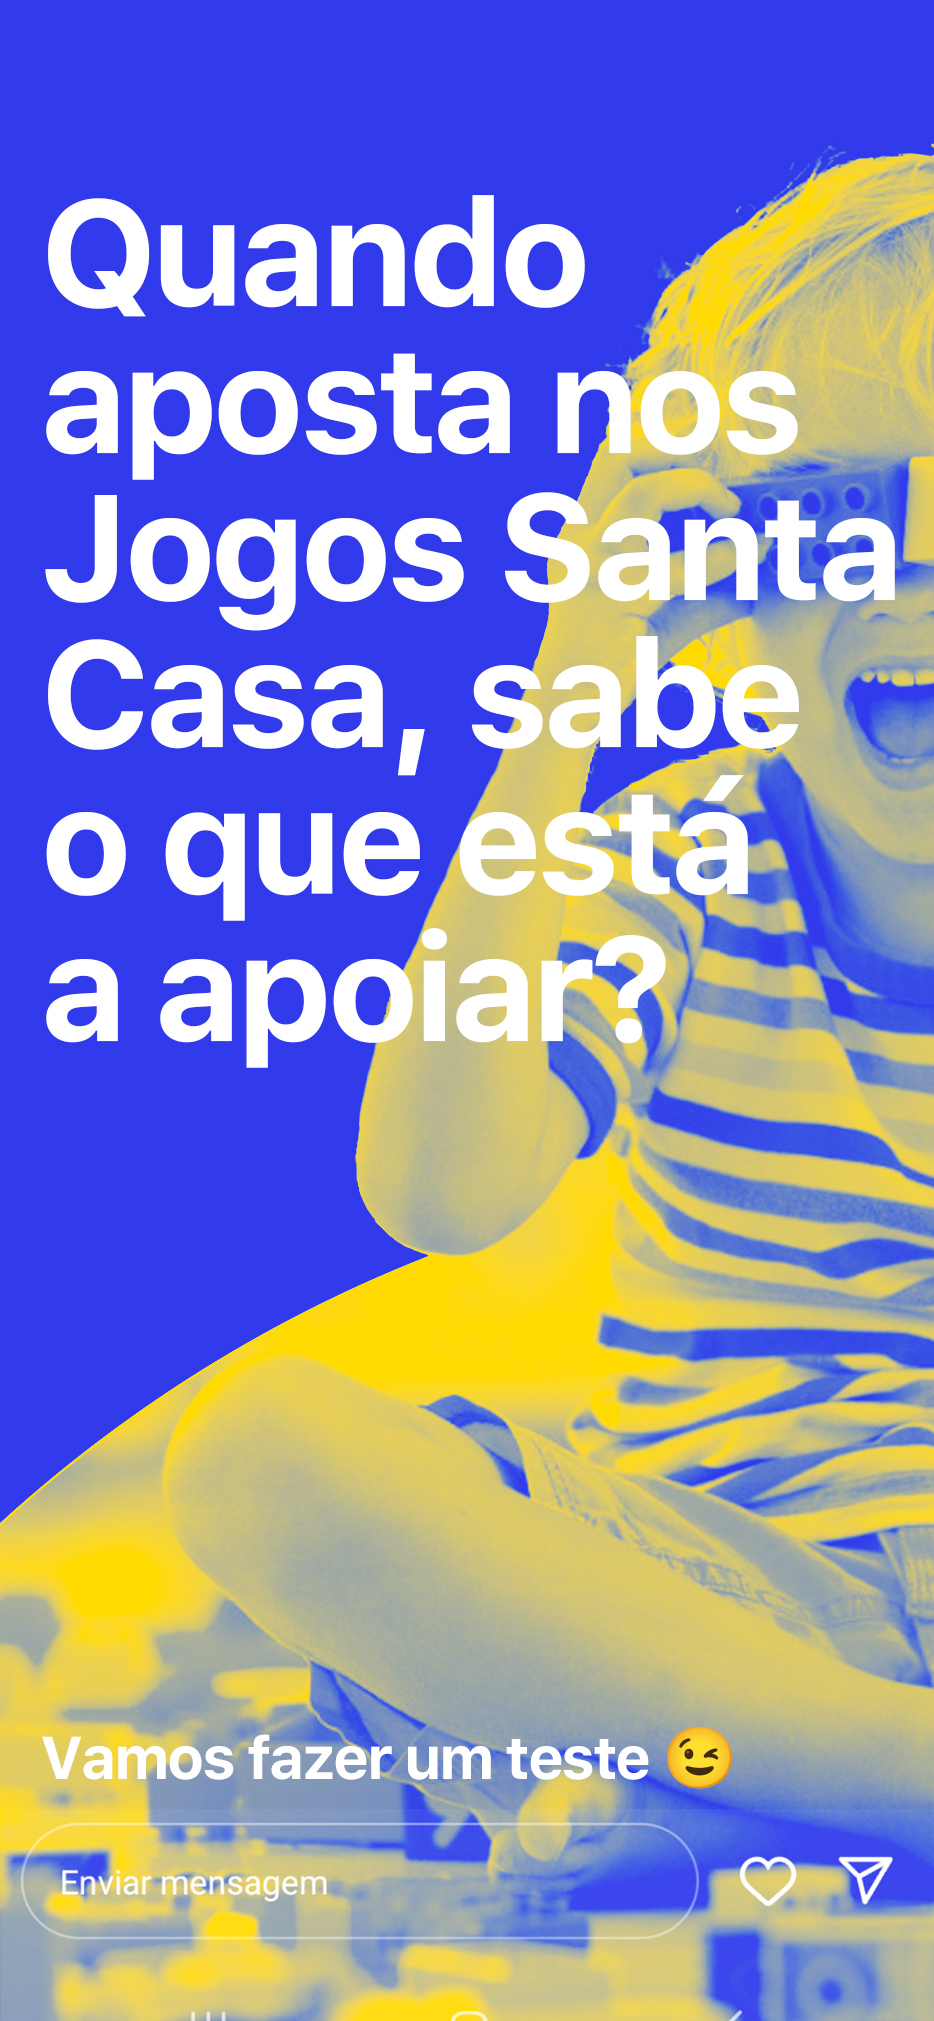 Quando
aposta nos
Jogos Santa
Casa, sabe
o que está
a apoiar?
Vamos fazer um teste 😉
Enviar mensagem